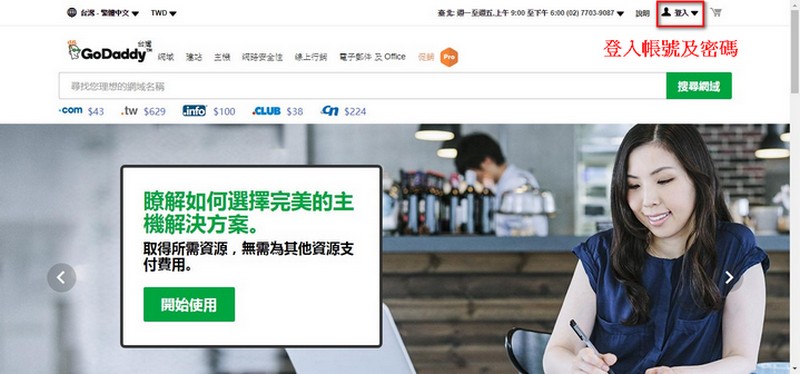 台灣 - 繁體中文 TWD 臺北: 週一至週五,上午 9:00 至下午 6:00 (02) 7703-9087 說明 登入
登入帳號及密碼
GoDaddy 台灣 TM 網域 建站 主機 網路安全性 線上行銷 電子郵件 及 Office 促銷 Pro
尋找您理想的網域名稱 搜尋網域
.com $43 .tw $629 .info $100 .CLUB $38 .cn $224
瞭解如何選擇完美的主
機解決方案。
取得所需資源，無需為其他資源支
付費用。
開始使用